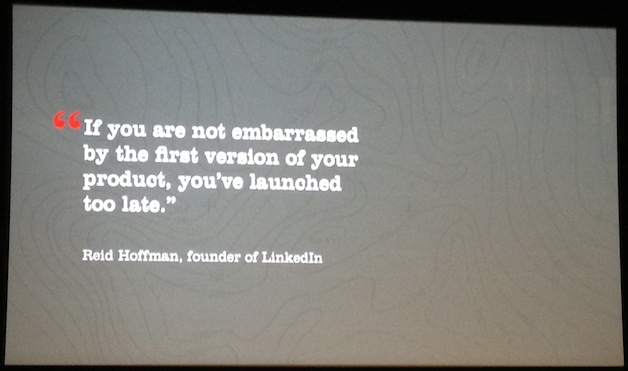 “If you are not embarrassed
by the first version of your
product, you’ve launched
too late.”
Reid Hoffman, founder of LinkedIn